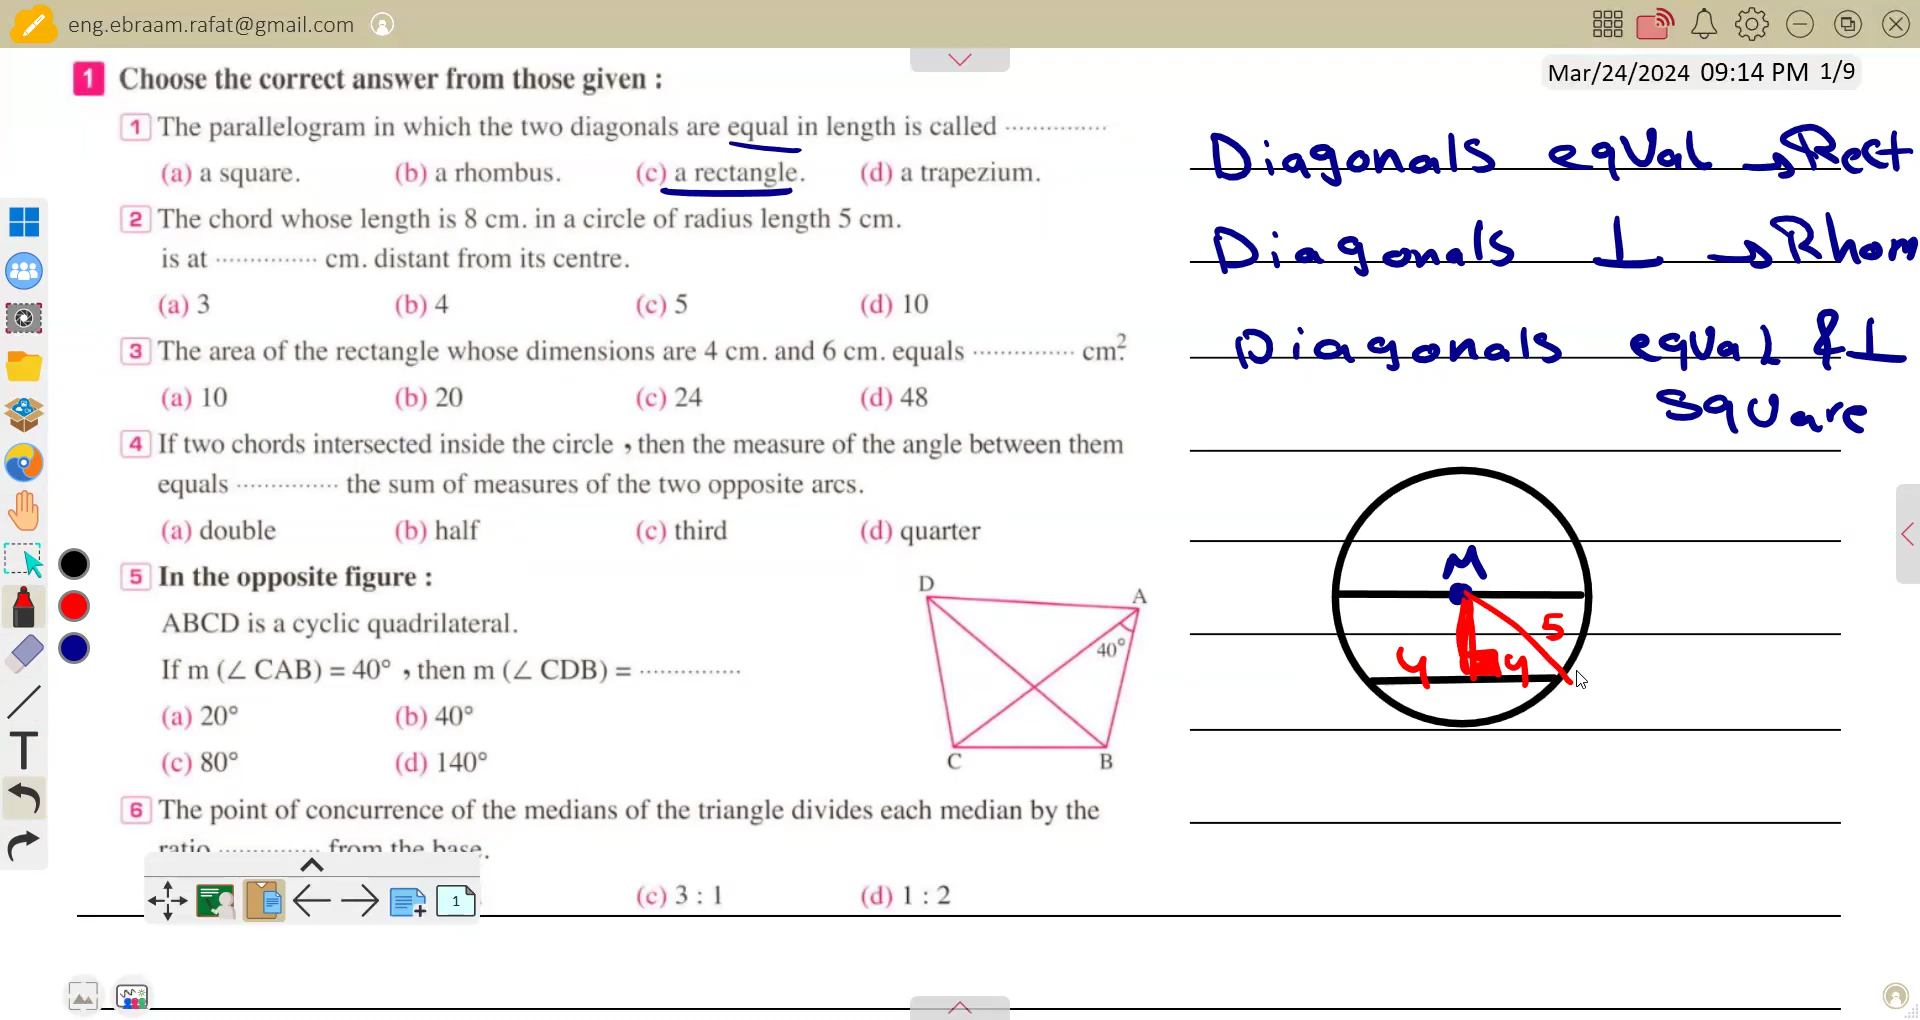 eng.ebraam.rafat@gmail.com
Mar/24/2024 09:14 PM 1/9
1 Choose the correct answer from those given :
1 The parallelogram in which the two diagonals are equal in length is called ...............
(a) a square. (b) a rhombus. (c) a rectangle. (d) a trapezium.
2 The chord whose length is 8 cm. in a circle of radius length 5 cm.
is at ............... cm. distant from its centre.
(a) 3 (b) 4 (c) 5 (d) 10
3 The area of the rectangle whose dimensions are 4 cm. and 6 cm. equals ............... cm².
(a) 10 (b) 20 (c) 24 (d) 48
4 If two chords intersected inside the circle , then the measure of the angle between them
equals ............... the sum of measures of the two opposite arcs.
(a) double (b) half (c) third (d) quarter
5 In the opposite figure :
ABCD is a cyclic quadrilateral.
If m (∠ CAB) = 40° , then m (∠ CDB) = ...............
(a) 20° (b) 40°
(c) 80° (d) 140°
D
A
40°
C
B
6 The point of concurrence of the medians of the triangle divides each median by the
ratio ............... from the base.
(c) 3 : 1 (d) 1 : 2
1
Diagonals equal → Rect
Diagonals ⊥ → Rhom
Diagonals equal & ⊥
square
M
5
4 4
T